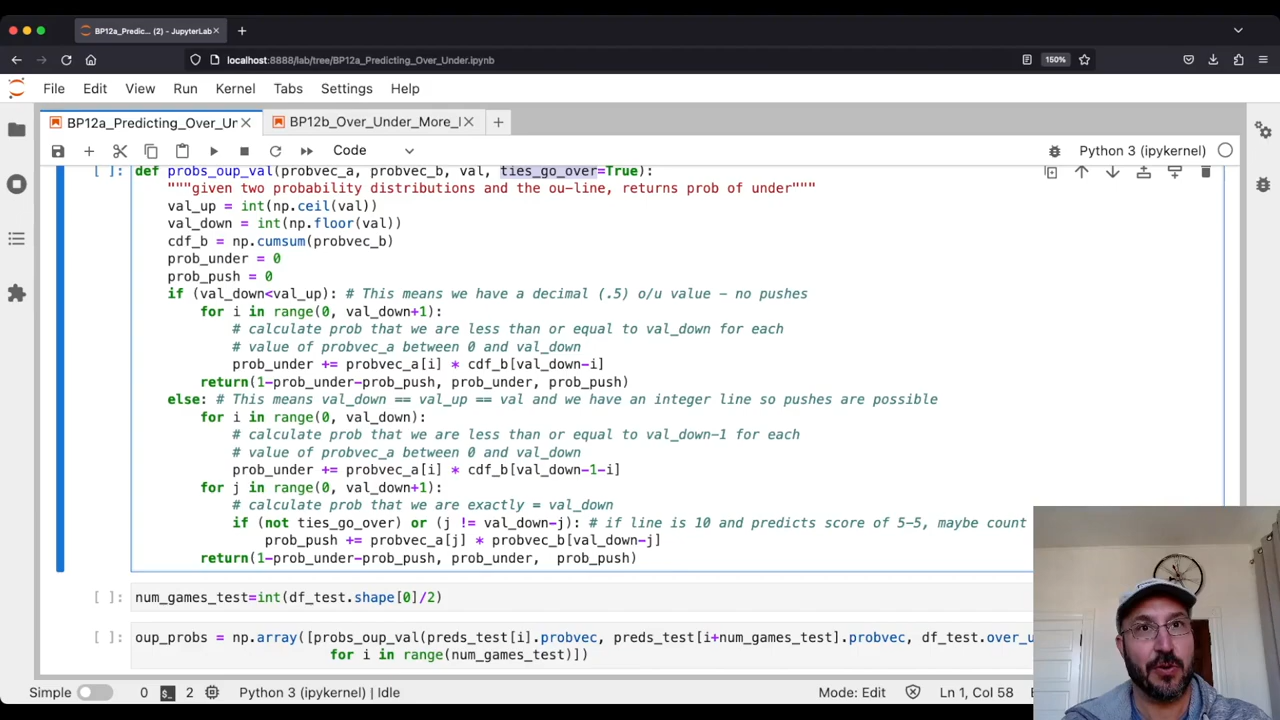 BP12a_Predic... (2) - JupyterLab
localhost:8888/lab/tree/BP12a_Predicting_Over_Under.ipynb
150%
File Edit View Run Kernel Tabs Settings Help
BP12a_Predicting_Over_Ur
BP12b_Over_Under_More_I
Code
Python 3 (ipykernel)
[ ]: def probs_oup_val(probvec_a, probvec_b, val, ties_go_over=True):
"""given two probability distributions and the ou-line, returns prob of under"""
val_up = int(np.ceil(val))
val_down = int(np.floor(val))
cdf_b = np.cumsum(probvec_b)
prob_under = 0
prob_push = 0
if (val_down<val_up): # This means we have a decimal (.5) o/u value - no pushes
for i in range(0, val_down+1):
# calculate prob that we are less than or equal to val_down for each
# value of probvec_a between 0 and val_down
prob_under += probvec_a[i] * cdf_b[val_down-i]
return(1-prob_under-prob_push, prob_under, prob_push)
else: # This means val_down == val_up == val and we have an integer line so pushes are possible
for i in range(0, val_down):
# calculate prob that we are less than or equal to val_down-1 for each
# value of probvec_a between 0 and val_down
prob_under += probvec_a[i] * cdf_b[val_down-1-i]
for j in range(0, val_down+1):
# calculate prob that we are exactly = val_down
if (not ties_go_over) or (j != val_down-j): # if line is 10 and predicts score of 5-5, maybe count
prob_push += probvec_a[j] * probvec_b[val_down-j]
return(1-prob_under-prob_push, prob_under,  prob_push)
[ ]: num_games_test=int(df_test.shape[0]/2)
[ ]: oup_probs = np.array([probs_oup_val(preds_test[i].probvec, preds_test[i+num_games_test].probvec, df_test.over_u
for i in range(num_games_test)])
Simple 0 2 Python 3 (ipykernel) | Idle Mode: Edit Ln 1, Col 58